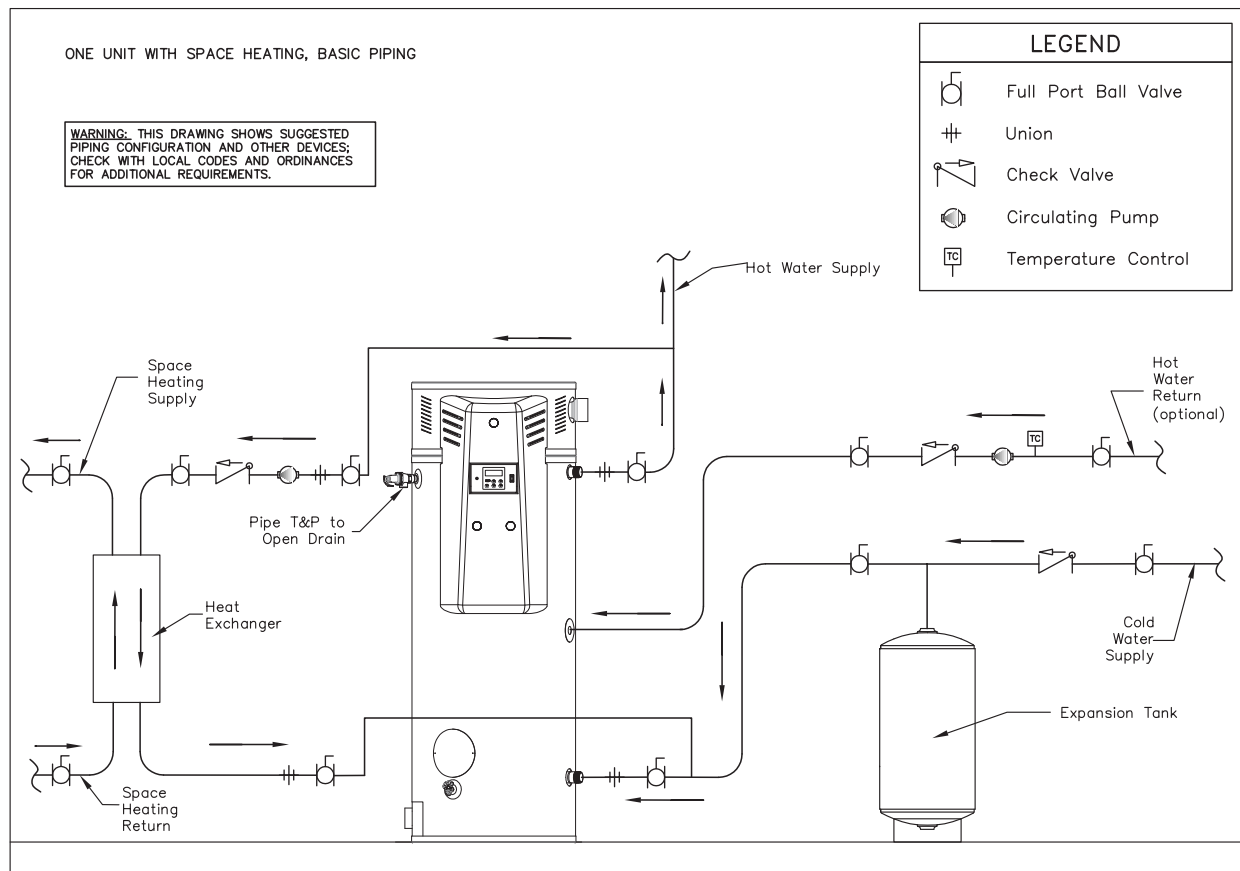 ONE UNIT WITH SPACE HEATING, BASIC PIPING
WARNING: THIS DRAWING SHOWS SUGGESTED
PIPING CONFIGURATION AND OTHER DEVICES;
CHECK WITH LOCAL CODES AND ORDINANCES
FOR ADDITIONAL REQUIREMENTS.
LEGEND
Full Port Ball Valve
Union
Check Valve
Circulating Pump
TC
Temperature Control
Hot Water Supply
Space
Heating
Supply
Hot
Water
Return
(optional)
TC
Pipe T&P to
Open Drain
Heat
Exchanger
Cold
Water
Supply
Expansion Tank
Space
Heating
Return